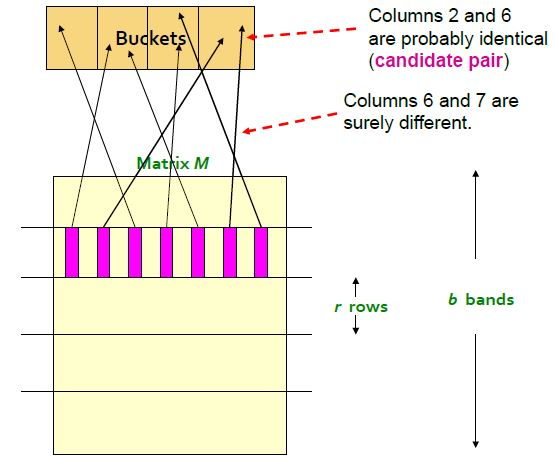 Buckets
Columns 2 and 6
are probably identical
(candidate pair)
Columns 6 and 7 are
surely different.
Matrix M
r rows
b bands